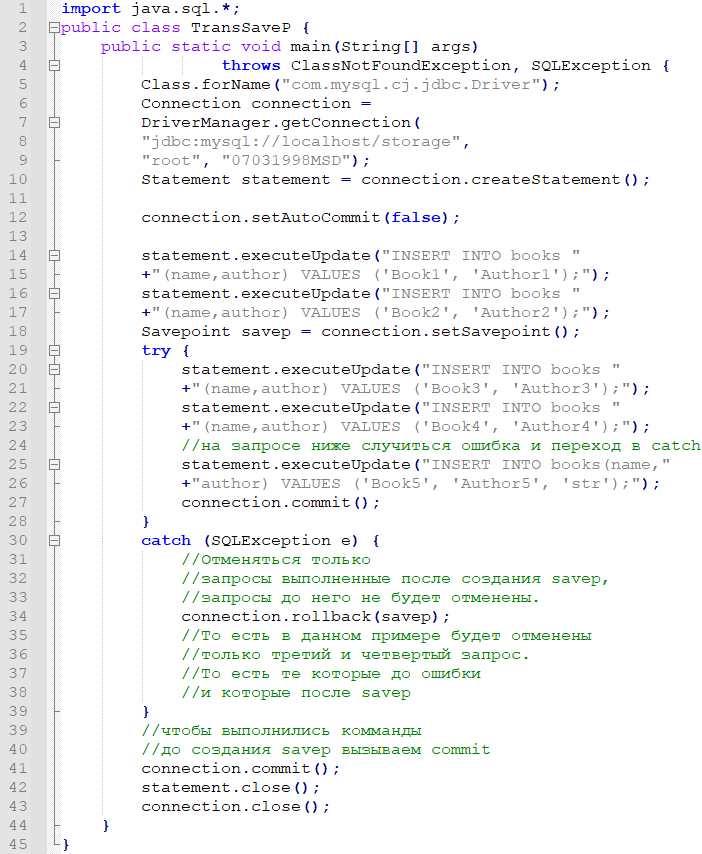 1 import java.sql.*;
2 public class TransSaveP {
3 public static void main(String[] args)
4 throws ClassNotFoundException, SQLException {
5 Class.forName("com.mysql.cj.jdbc.Driver");
6 Connection connection =
7 DriverManager.getConnection(
8 "jdbc:mysql://localhost/storage",
9 "root", "07031998MSD");
10 Statement statement = connection.createStatement();
11
12 connection.setAutoCommit(false);
13
14 statement.executeUpdate("INSERT INTO books "
15 +"(name,author) VALUES ('Book1', 'Author1');");
16 statement.executeUpdate("INSERT INTO books "
17 +"(name,author) VALUES ('Book2', 'Author2');");
18 Savepoint savep = connection.setSavepoint();
19 try {
20 statement.executeUpdate("INSERT INTO books "
21 +"(name,author) VALUES ('Book3', 'Author3');");
22 statement.executeUpdate("INSERT INTO books "
23 +"(name,author) VALUES ('Book4', 'Author4');");
24 //на запросе ниже случиться ошибка и переход в catch
25 statement.executeUpdate("INSERT INTO books(name,"
26 +"author) VALUES ('Book5', 'Author5', 'str');");
27 connection.commit();
28 }
30 catch (SQLException e) {
31 //Отменяться только
32 //запросы выполненные после создания savep,
33 //запросы до него не будет отменены.
34 connection.rollback(savep);
35 //То есть в данном примере будет отменены
36 //только третий и четвертый запрос.
37 //То есть те которые до ошибки
38 //и которые после savep
39 }
39 //чтобы выполнились комманды
40 //до создания savep вызываем commit
41 connection.commit();
42 statement.close();
43 connection.close();
44 }
45 }